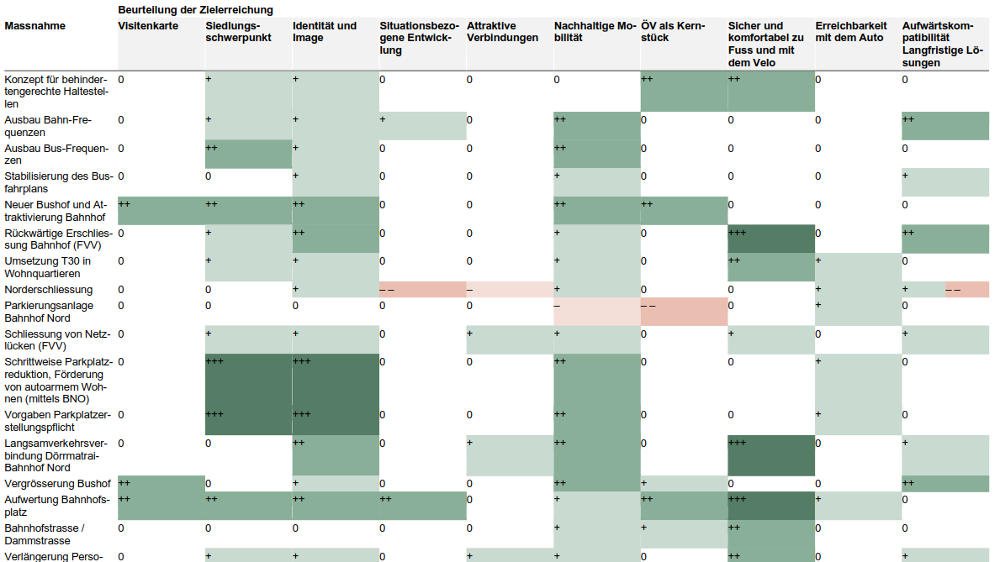 Beurteilung der Zielerreichung
Massnahme Visitenkarte Siedlungs- Identität und Situationsbezo- Attraktive Nachhaltige Mo- ÖV als Kern- Sicher und Erreichbarkeit Aufwärtskom-
schwerpunkt Image gene Entwick- Verbindungen bilität stück komfortabel zu mit dem Auto patibilität
lung Fuss und mit Langfristige Lö-
dem Velo sungen
Konzept für behinder- 0 + + 0 0 0 ++ ++ 0 0
tengerechte Haltestel-
len
Ausbau Bahn-Fre- 0 + + + 0 ++ 0 0 0 ++
quenzen
Ausbau Bus-Frequen- 0 ++ + 0 0 ++ 0 0 0 0
zen
Stabilisierung des Bus- 0 0 + 0 0 + 0 0 0 +
fahrplans
Neuer Bushof und At- ++ ++ ++ 0 0 ++ ++ 0 0 0
traktivierung Bahnhof
Rückwärtige Erschlies- 0 + ++ 0 0 + 0 +++ 0 ++
sung Bahnhof (FVV)
Umsetzung T30 in 0 + + 0 0 + 0 ++ + 0
Wohnquartieren
Norderschliessung 0 0 + – – – + 0 0 + + – –
Parkierungsanlage 0 0 0 0 0 – – – 0 + 0
Bahnhof Nord
Schliessung von Netz- 0 + + 0 + + 0 + 0 +
lücken (FVV)
Schrittweise Parkplatz- 0 +++ +++ 0 0 ++ 0 0 + 0
reduktion, Förderung
von autoarmem Woh-
nen (mittels BNO)
Vorgaben Parkplatzer- 0 +++ +++ 0 0 ++ 0 0 + 0
stellungspflicht
Langsamverkehrsver- 0 0 ++ 0 + ++ 0 +++ 0 +
bindung Dörrmatrai-
Bahnhof Nord
Vergrösserung Bushof ++ 0 + 0 0 ++ + 0 0 ++
Aufwertung Bahnhofs- ++ ++ ++ ++ 0 + ++ +++ + 0
platz
Bahnhofstrasse / 0 0 0 0 0 + + ++ 0 0
Dammstrasse
Verlängerung Perso- 0 + + 0 + + 0 ++ 0 +